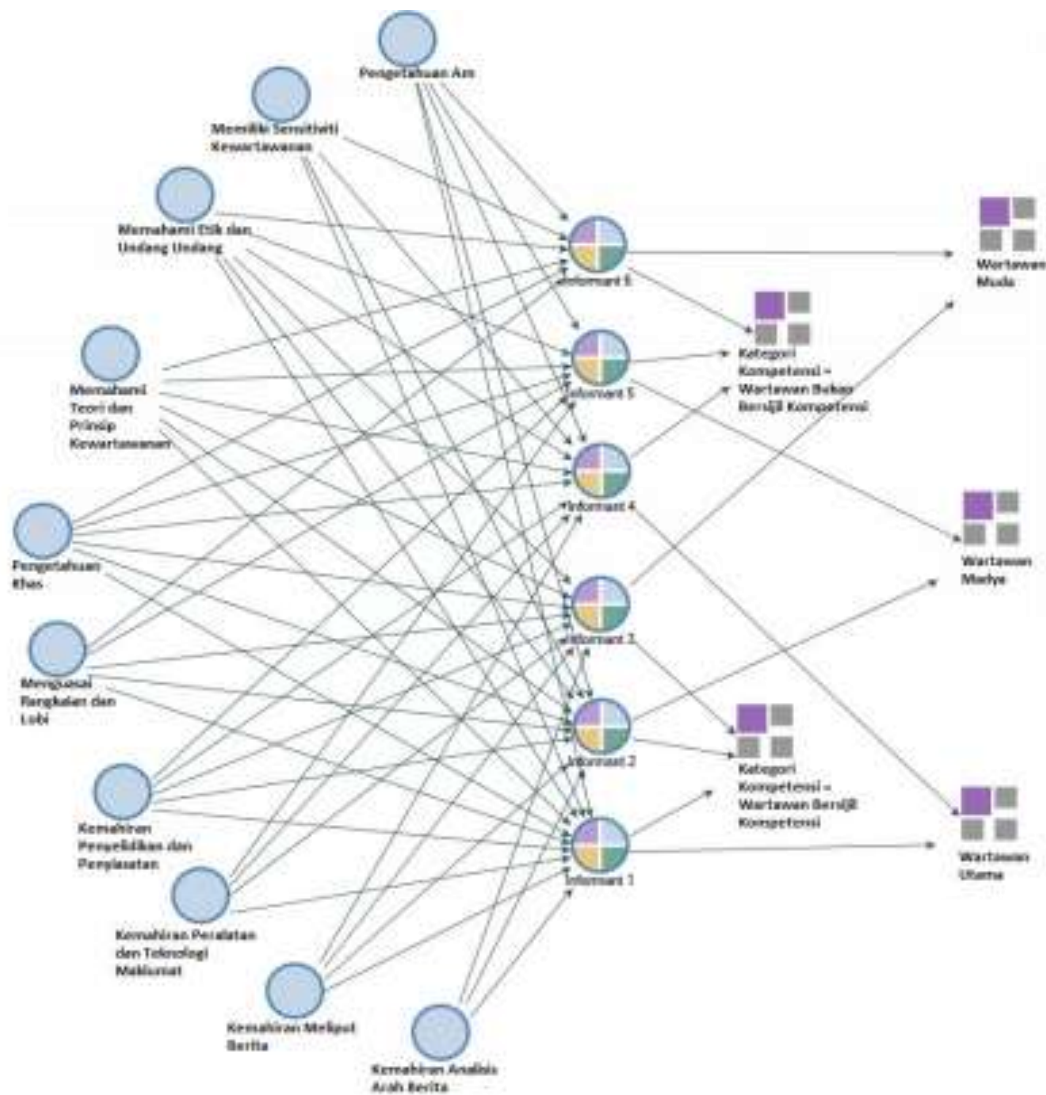 Pengetahuan Am
Memiliki Sensitiviti
Kewartawanan
Memahami Etik dan
Undang Undang
Informant 6
Wartawan
Muda
Memahami
Teori dan
Prinsip
Kewartawanan
Informant 5
Kategori
Kompetensi =
Wartawan Bukan
Bersijil Kompetensi
Informant 4
Pengetahuan
Khas
Wartawan
Madya
Informant 3
Menguasai
Rangkaian dan
Lobi
Informant 2
Kategori
Kompetensi =
Wartawan Bersijil
Kompetensi
Kemahiran
Penyelidikan dan
Penyiasatan
Informant 1
Wartawan
Utama
Kemahiran Peralatan
dan Teknologi
Maklumat
Kemahiran Meliput
Berita
Kemahiran Analisis
Arah Berita